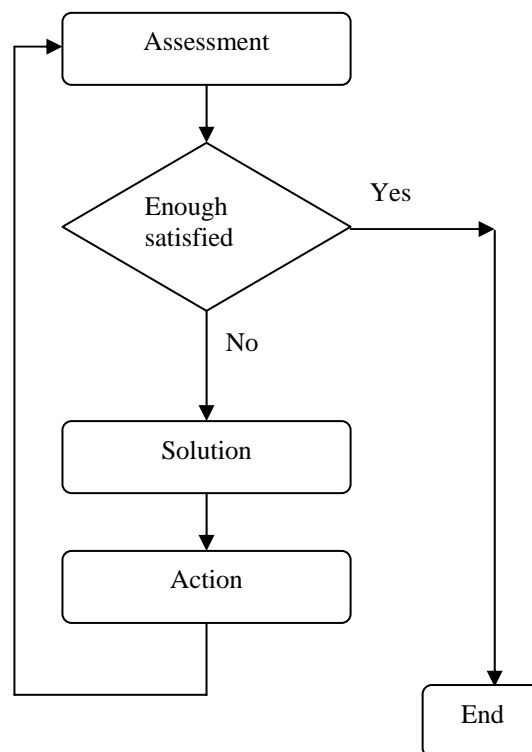 Assessment
Enough
satisfied
Yes
No
Solution
Action
End